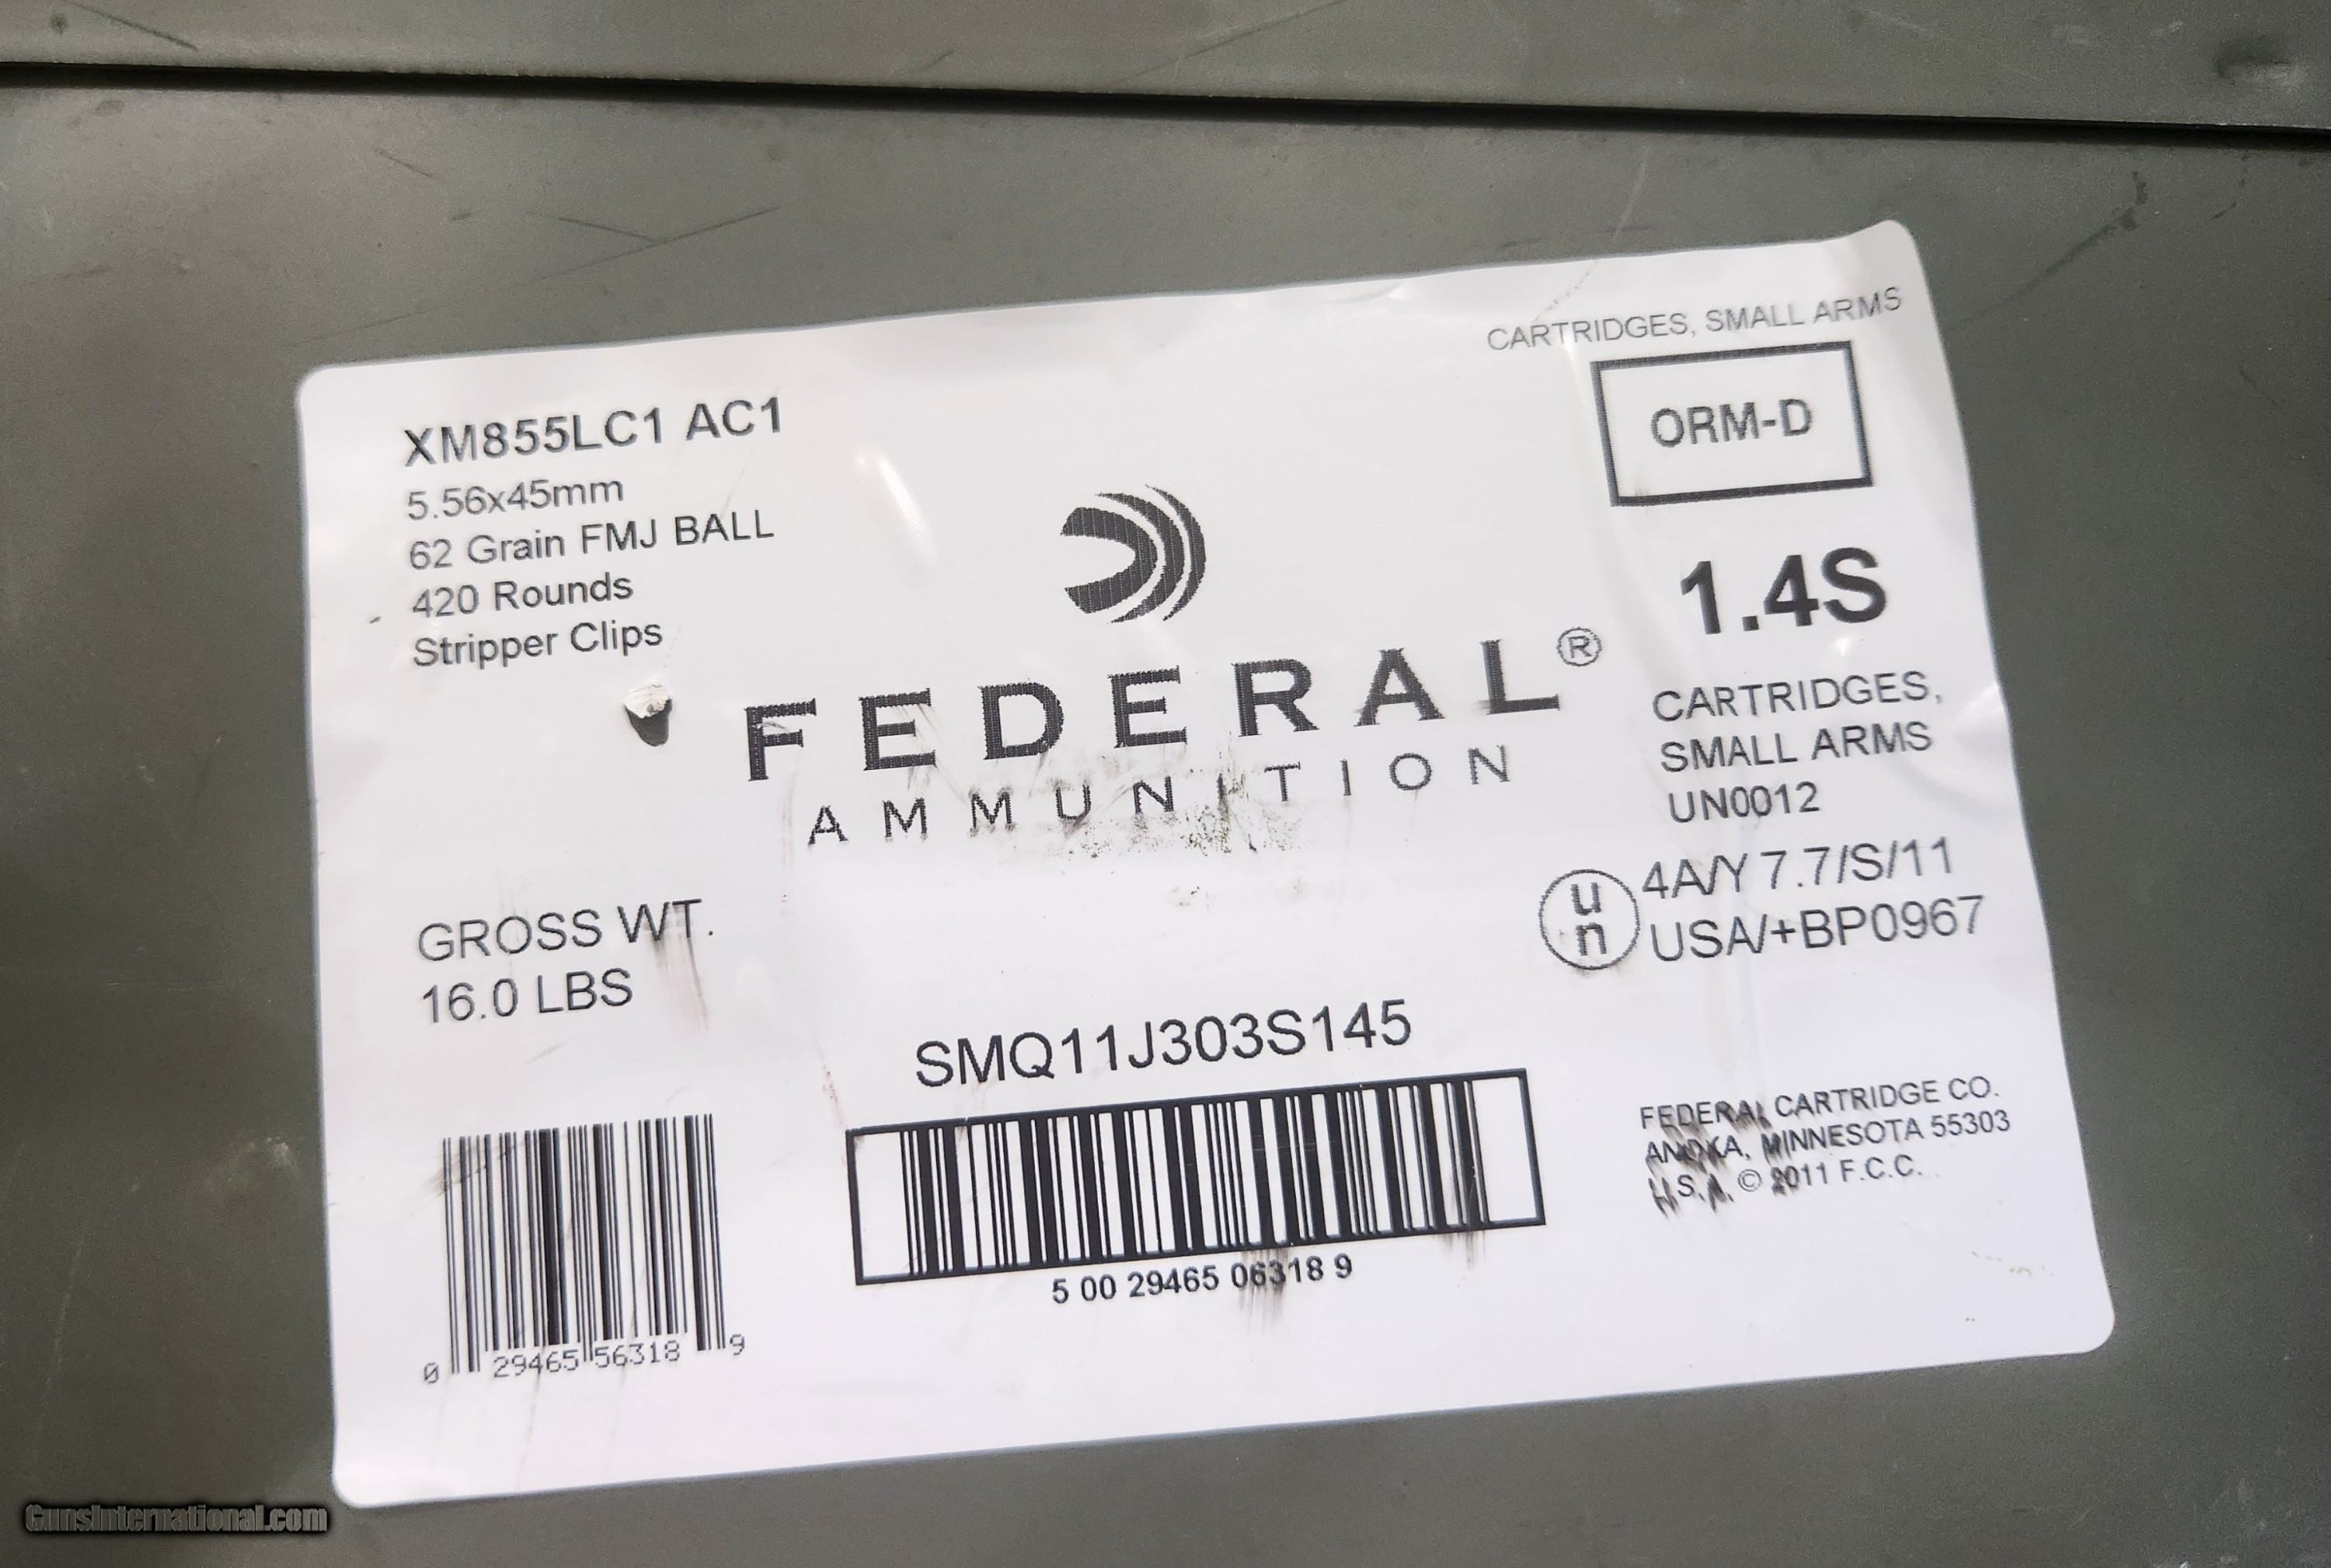 CARTRIDGES, SMALL ARMS
ORM-D
XM855LC1 AC1
5.56x45mm
62 Grain FMJ BALL
420 Rounds
Stripper Clips
1.4S
CARTRIDGES,
SMALL ARMS
UN0012
FEDERAL®
AMMUNITION
un
4A/Y 7.7/S/11
USA/+BP0967
GROSS WT.
16.0 LBS
SMQ11J303S145
5 00 29465 06318 9
0 29465 56318 9
FEDERAL CARTRIDGE CO.
ANOKA, MINNESOTA 55303
U.S.A. © 2011 F.C.C.
GunsInternational.com